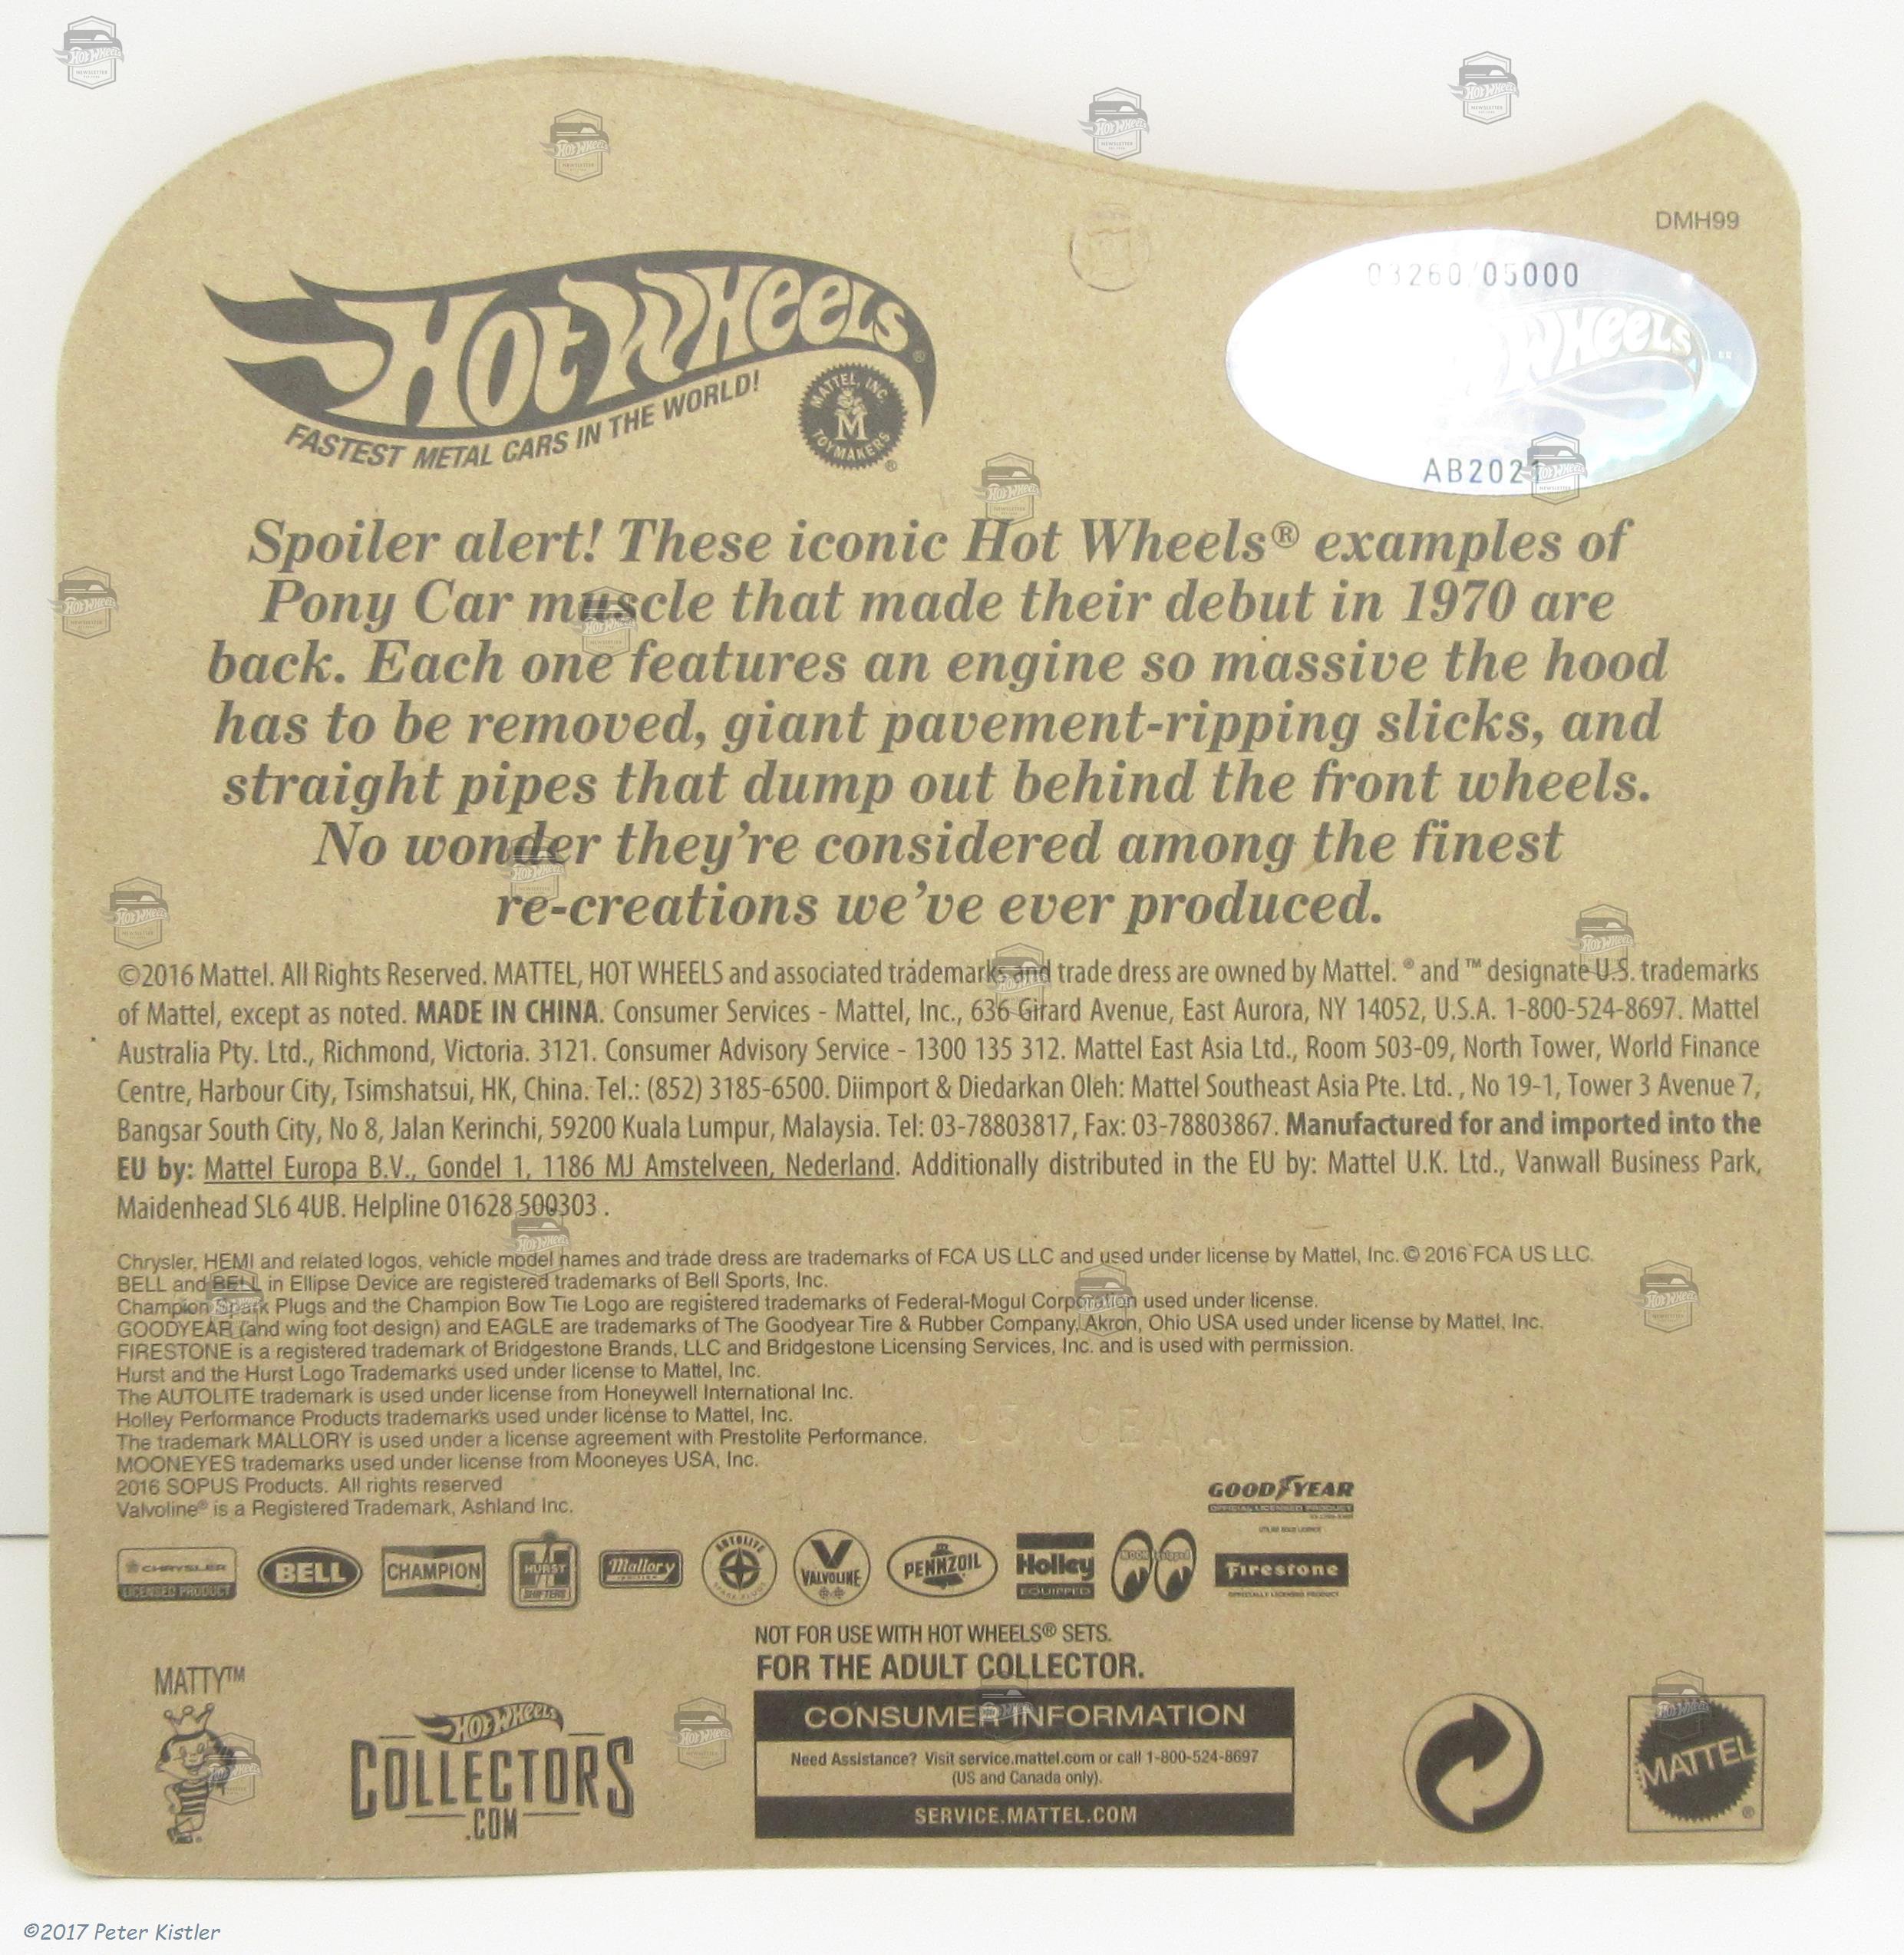 DMH99
03260/05000
Hot Wheels®
Wheels
FASTEST METAL CARS IN THE WORLD!
MATTEL, INC.
M
TOYMAKERS ®
AB2021
Spoiler alert! These iconic Hot Wheels® examples of
Pony Car muscle that made their debut in 1970 are
back. Each one features an engine so massive the hood
has to be removed, giant pavement-ripping slicks, and
straight pipes that dump out behind the front wheels.
No wonder they’re considered among the finest
re-creations we’ve ever produced.
©2016 Mattel. All Rights Reserved. MATTEL, HOT WHEELS and associated trademarks and trade dress are owned by Mattel. ® and ™ designate U.S. trademarks
of Mattel, except as noted. MADE IN CHINA. Consumer Services - Mattel, Inc., 636 Girard Avenue, East Aurora, NY 14052, U.S.A. 1-800-524-8697. Mattel
Australia Pty. Ltd., Richmond, Victoria. 3121. Consumer Advisory Service - 1300 135 312. Mattel East Asia Ltd., Room 503-09, North Tower, World Finance
Centre, Harbour City, Tsimshatsui, HK, China. Tel.: (852) 3185-6500. Diimport & Diedarkan Oleh: Mattel Southeast Asia Pte. Ltd. , No 19-1, Tower 3 Avenue 7,
Bangsar South City, No 8, Jalan Kerinchi, 59200 Kuala Lumpur, Malaysia. Tel: 03-78803817, Fax: 03-78803867. Manufactured for and imported into the
EU by: Mattel Europa B.V., Gondel 1, 1186 MJ Amstelveen, Nederland. Additionally distributed in the EU by: Mattel U.K. Ltd., Vanwall Business Park,
Maidenhead SL6 4UB. Helpline 01628 500303 .
Chrysler, HEMI and related logos, vehicle model names and trade dress are trademarks of FCA US LLC and used under license by Mattel, Inc. © 2016 FCA US LLC.
BELL and BELL in Ellipse Device are registered trademarks of Bell Sports, Inc.
Champion Spark Plugs and the Champion Bow Tie Logo are registered trademarks of Federal-Mogul Corporation used under license.
GOODYEAR (and wing foot design) and EAGLE are trademarks of The Goodyear Tire & Rubber Company, Akron, Ohio USA used under license by Mattel, Inc.
FIRESTONE is a registered trademark of Bridgestone Brands, LLC and Bridgestone Licensing Services, Inc. and is used with permission.
Hurst and the Hurst Logo Trademarks used under license to Mattel, Inc.
The AUTOLITE trademark is used under license from Honeywell International Inc.
Holley Performance Products trademarks used under license to Mattel, Inc.
The trademark MALLORY is used under a license agreement with Prestolite Performance.
MOONEYES trademarks used under license from Mooneyes USA, Inc.
2016 SOPUS Products. All rights reserved
Valvoline® is a Registered Trademark, Ashland Inc.
GOODYEAR
OFFICIAL LICENSED PRODUCT
CHRYSLER
LICENSED PRODUCT
BELL
CHAMPION
HURST
SHIFTERS
Mallory
IGNITION
AUTOLITE
SPARK PLUGS
VALVOLINE
PENNZOIL
Holley
EQUIPPED
MOON Equipped
Firestone
OFFICIALLY LICENSED PRODUCT
NOT FOR USE WITH HOT WHEELS® SETS.
FOR THE ADULT COLLECTOR.
MATTY™
Hot Wheels
COLLECTORS
.COM
CONSUMER INFORMATION
Need Assistance? Visit service.mattel.com or call 1-800-524-8697
(US and Canada only).
SERVICE.MATTEL.COM
MATTEL
®
©2017 Peter Kistler